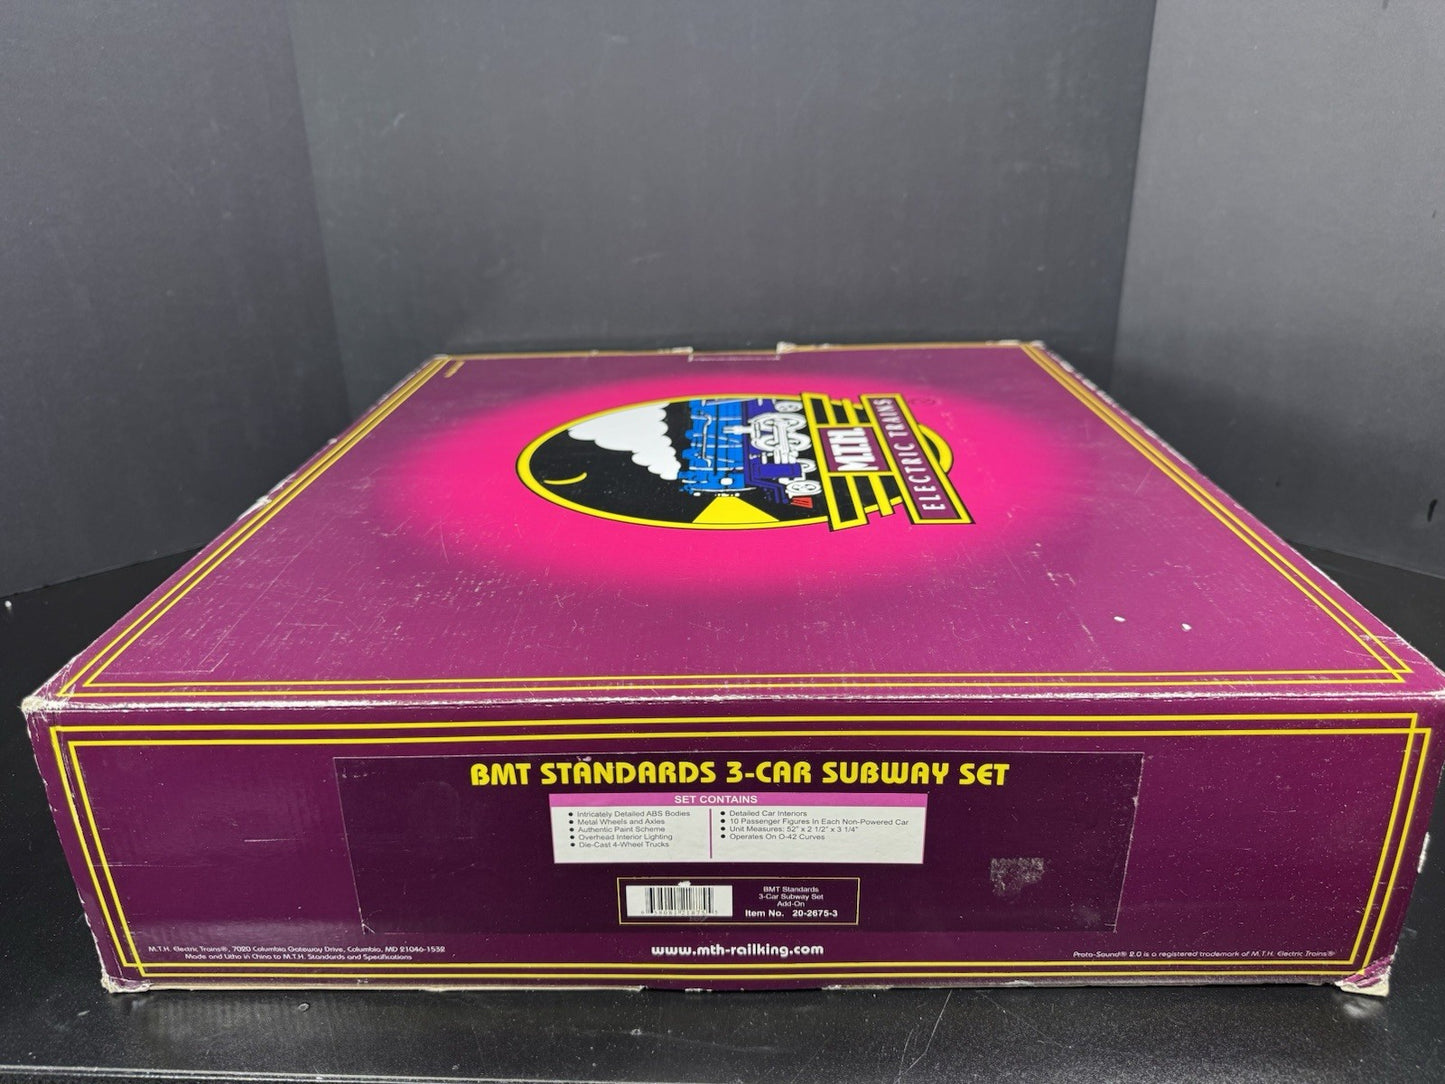 M.T.H.
ELECTRIC TRAINS
BMT STANDARDS 3-CAR SUBWAY SET
SET CONTAINS
• Intricately Detailed ABS Bodies
• Metal Wheels and Axles
• Authentic Paint Scheme
• Overhead Interior Lighting
• Die-Cast 4-Wheel Trucks
• Detailed Car Interiors
• 10 Passenger Figures In Each Non-Powered Car
• Unit Measures: 52" x 2 1/2" x 3 1/4"
• Operates On O-42 Curves
BMT Standards
3-Car Subway Set
Add-On
Item No. 20-2675-3
M.T.H. Electric Trains®, 7020 Columbia Gateway Drive, Columbia, MD 21046-1532
Made and Litho in China to M.T.H. Standards and Specifications
www.mth-railking.com
Proto-Sound® 2.0 is a registered trademark of M.T.H. Electric Trains®